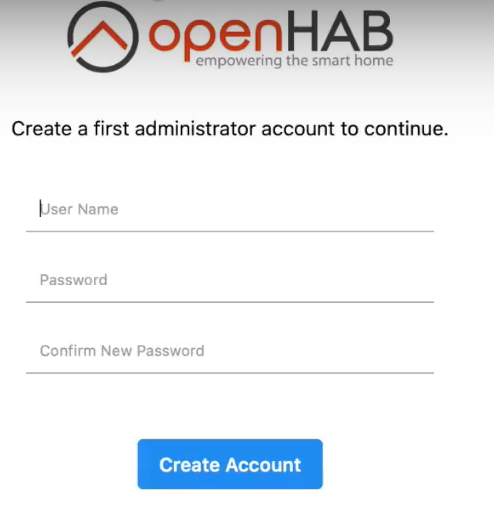 openHAB
empowering the smart home
Create a first administrator account to continue.
User Name
Password
Confirm New Password
Create Account